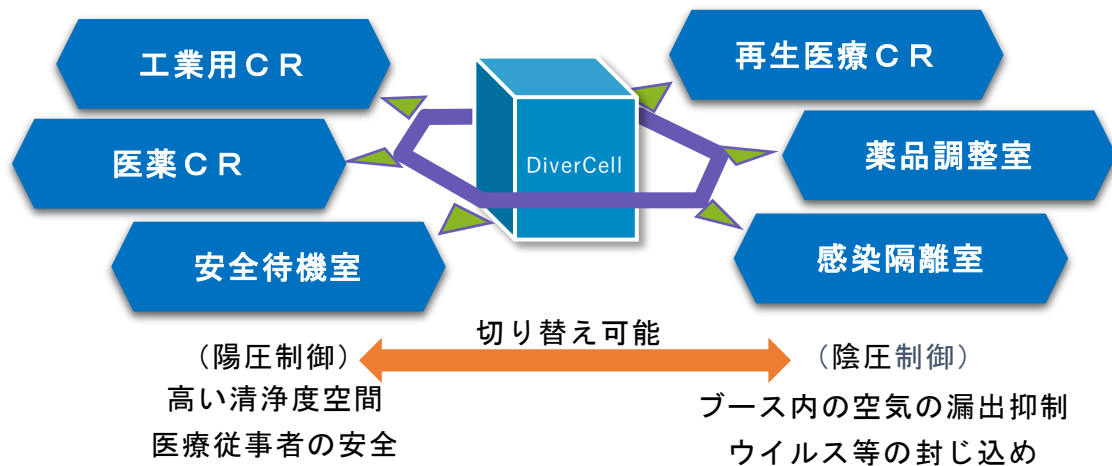 工業用ＣＲ
医薬ＣＲ
安全待機室
DiverCell
再生医療ＣＲ
薬品調整室
感染隔離室
切り替え可能
（陽圧制御）
高い清浄度空間
医療従事者の安全
（陰圧制御）
ブース内の空気の漏出抑制
ウイルス等の封じ込め